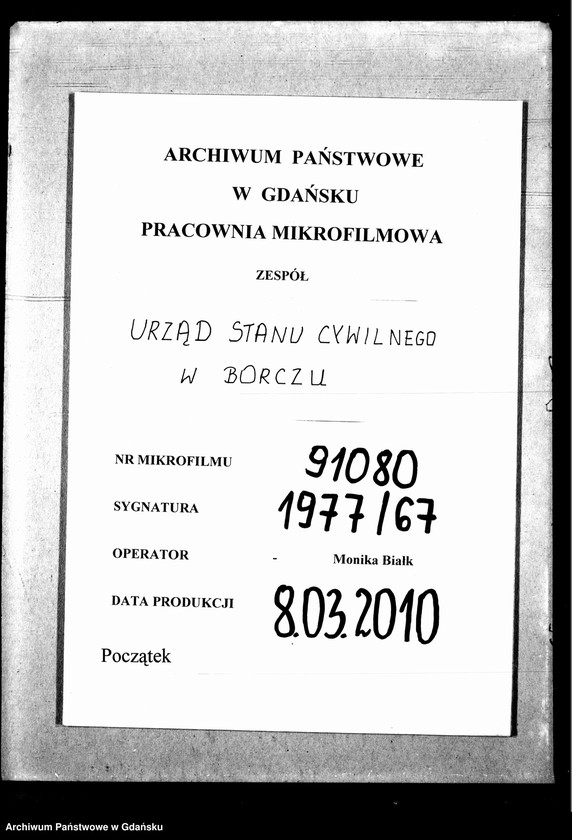 ARCHIWUM PAŃSTWOWE
W GDAŃSKU
PRACOWNIA MIKROFILMOWA
ZESPÓŁ
URZĄD STANU CYWILNEGO
W BORCZU
NR MIKROFILMU 91080
SYGNATURA 1977/67
OPERATOR - Monika Białk
DATA PRODUKCJI 8.03.2010
Początek
Archiwum Państwowe w Gdańsku